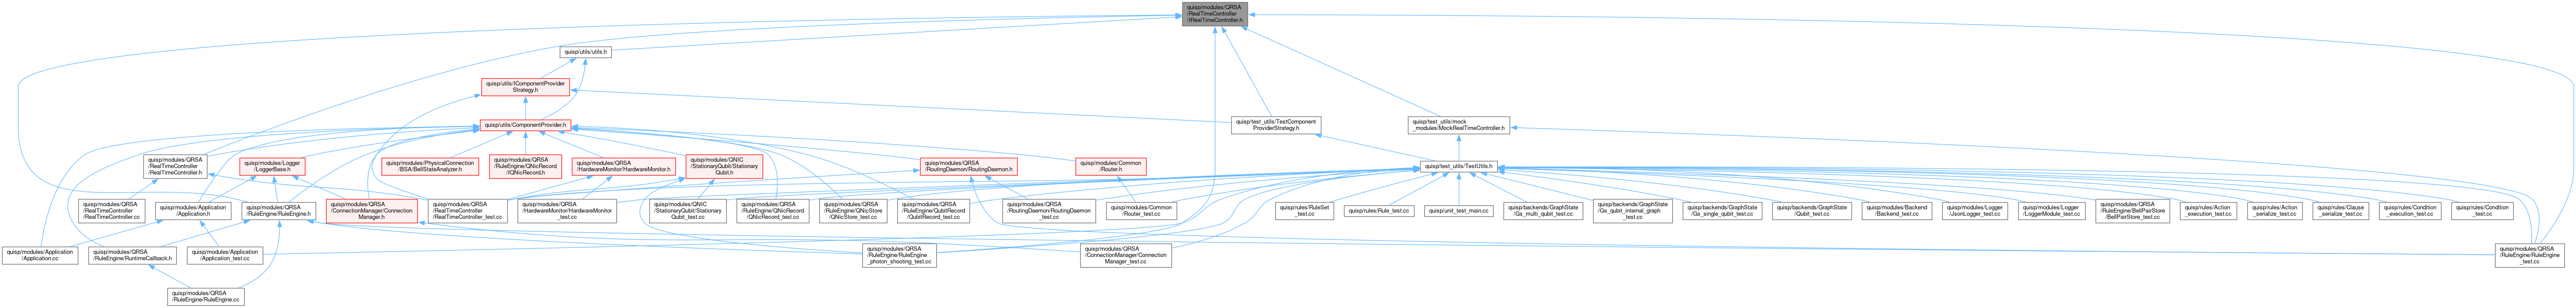 quisp/modules/QRSA
/RealTimeController
/IRealTimeController.h
quisp/utils/utils.h
quisp/utils/IComponentProvider
Strategy.h
quisp/utils/ComponentProvider.h
quisp/test_utils/TestComponent
ProviderStrategy.h
quisp/test_utils/mock
_modules/MockRealTimeController.h
quisp/modules/QRSA
/RealTimeController
/RealTimeController.h
quisp/modules/Logger
/LoggerBase.h
quisp/modules/PhysicalConnection
/BSA/BellStateAnalyzer.h
quisp/modules/QRSA
/RuleEngine/QNicRecord
/IQNicRecord.h
quisp/modules/QRSA
/HardwareMonitor/HardwareMonitor.h
quisp/modules/QNIC
/StationaryQubit/Stationary
Qubit.h
quisp/modules/QRSA
/RoutingDaemon/RoutingDaemon.h
quisp/modules/Common
/Router.h
quisp/test_utils/TestUtils.h
quisp/modules/QRSA
/RealTimeController
/RealTimeController.cc
quisp/modules/Application
/Application.h
quisp/modules/QRSA
/RuleEngine/RuleEngine.h
quisp/modules/QRSA
/ConnectionManager/Connection
Manager.h
quisp/modules/QRSA
/RealTimeController
/RealTimeController_test.cc
quisp/modules/QRSA
/HardwareMonitor/HardwareMonitor
_test.cc
quisp/modules/QNIC
/StationaryQubit/Stationary
Qubit_test.cc
quisp/modules/QRSA
/RuleEngine/QNicRecord
/QNicRecord_test.cc
quisp/modules/QRSA
/RuleEngine/QNicStore
/QNicStore_test.cc
quisp/modules/QRSA
/RuleEngine/QubitRecord
/QubitRecord_test.cc
quisp/modules/QRSA
/RoutingDaemon/RoutingDaemon
_test.cc
quisp/modules/Common
/Router_test.cc
quisp/rules/RuleSet
_test.cc
quisp/rules/Rule_test.cc
quisp/unit_test_main.cc
quisp/backends/GraphState
/Gs_multi_qubit_test.cc
quisp/backends/GraphState
/Gs_qubit_internal_graph
_test.cc
quisp/backends/GraphState
/Gs_single_qubit_test.cc
quisp/backends/GraphState
/Qubit_test.cc
quisp/modules/Backend
/Backend_test.cc
quisp/modules/Logger
/JsonLogger_test.cc
quisp/modules/Logger
/LoggerModule_test.cc
quisp/modules/QRSA
/RuleEngine/BellPairStore
/BellPairStore_test.cc
quisp/rules/Action
_execution_test.cc
quisp/rules/Action
_serialize_test.cc
quisp/rules/Clause
_serialize_test.cc
quisp/rules/Condition
_execution_test.cc
quisp/rules/Condition
_test.cc
quisp/modules/Application
/Application.cc
quisp/modules/QRSA
/RuleEngine/RuntimeCallback.h
quisp/modules/Application
/Application_test.cc
quisp/modules/QRSA
/RuleEngine/RuleEngine
_photon_shooting_test.cc
quisp/modules/QRSA
/ConnectionManager/Connection
Manager_test.cc
quisp/modules/QRSA
/RuleEngine/RuleEngine
_test.cc
quisp/modules/QRSA
/RuleEngine/RuleEngine.cc